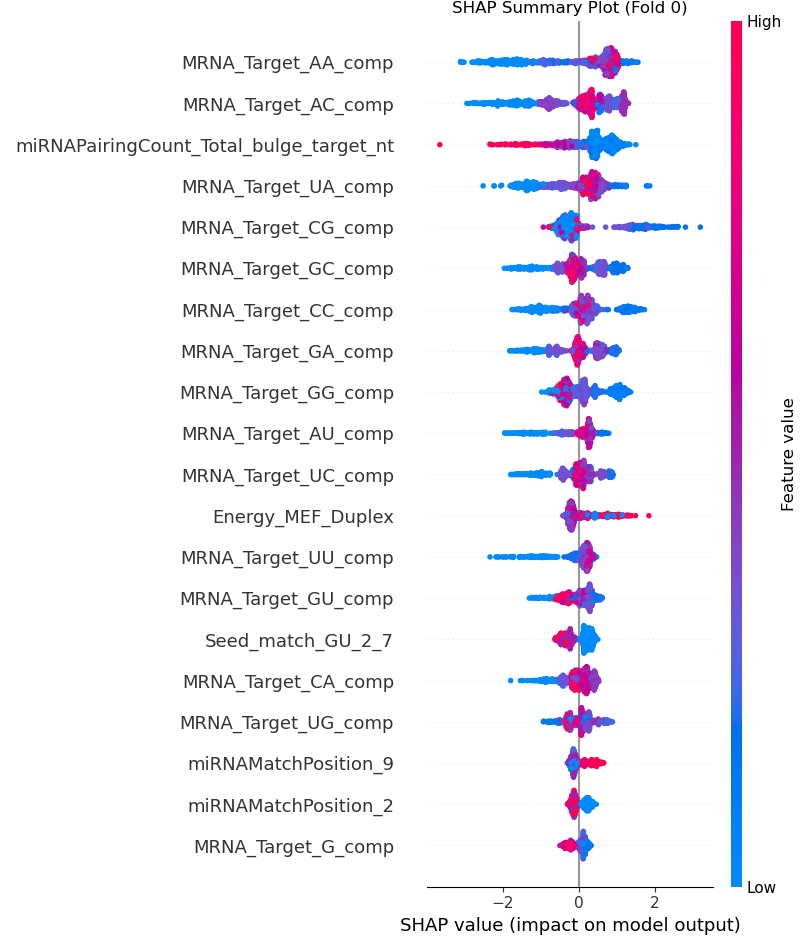 SHAP Summary Plot (Fold 0)
High
MRNA_Target_AA_comp
MRNA_Target_AC_comp
miRNAPairingCount_Total_bulge_target_nt
MRNA_Target_UA_comp
MRNA_Target_CG_comp
MRNA_Target_GC_comp
MRNA_Target_CC_comp
MRNA_Target_GA_comp
MRNA_Target_GG_comp
MRNA_Target_AU_comp
MRNA_Target_UC_comp
Energy_MEF_Duplex
MRNA_Target_UU_comp
MRNA_Target_GU_comp
Seed_match_GU_2_7
MRNA_Target_CA_comp
MRNA_Target_UG_comp
miRNAMatchPosition_9
miRNAMatchPosition_2
MRNA_Target_G_comp
Feature value
Low
−2 0 2
SHAP value (impact on model output)